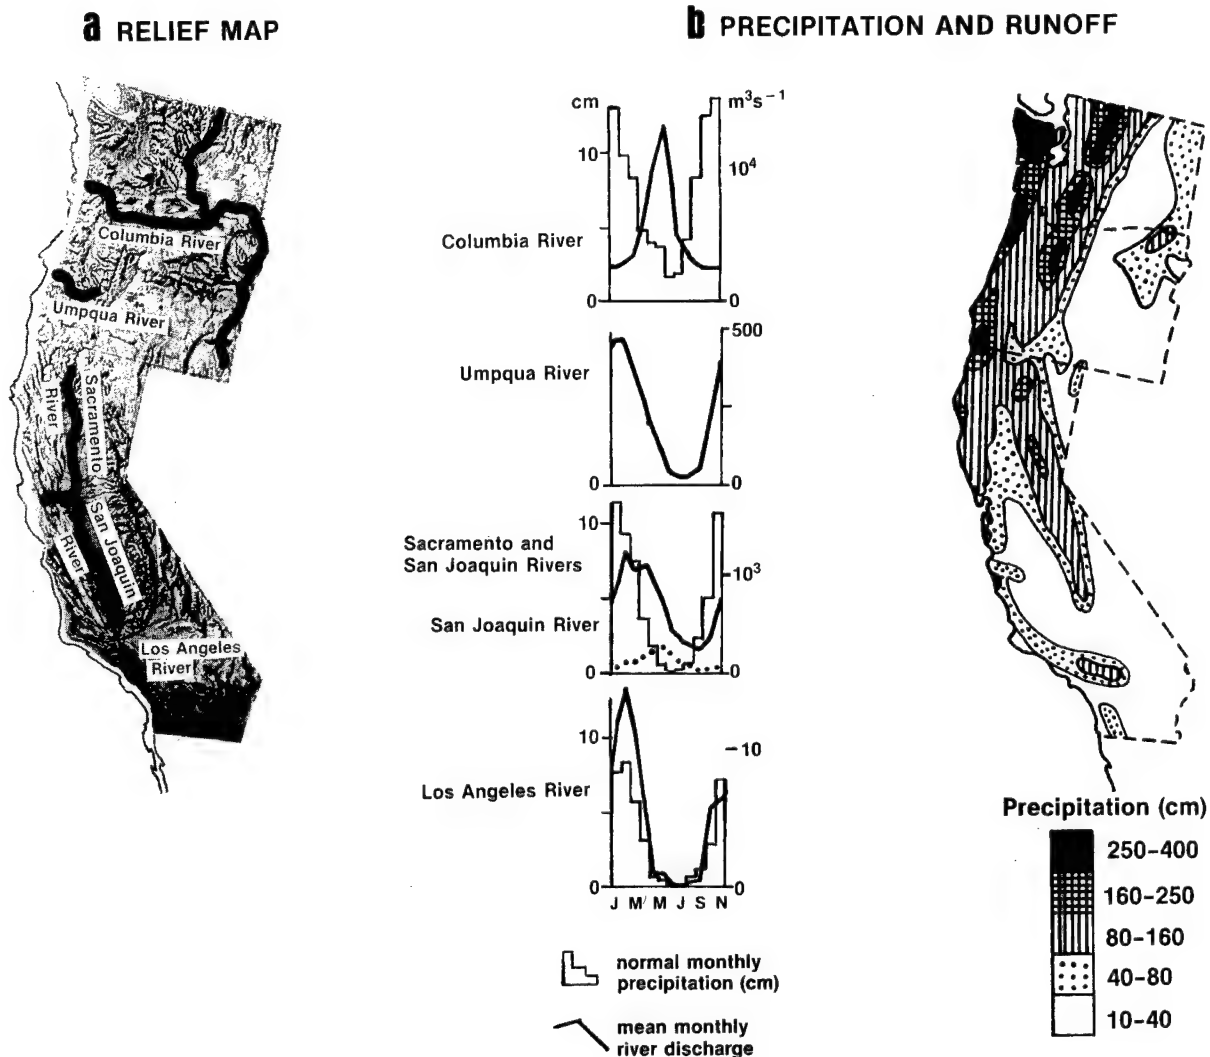 a RELIEF MAP
Columbia River
Umpqua River
Sacramento
River
San Joaquin
River
Los Angeles
River
b PRECIPITATION AND RUNOFF
cm
m³s⁻¹
10
10⁴
Columbia River
0
0
500
Umpqua River
0
0
10
Sacramento and
San Joaquin Rivers
10³
San Joaquin River
0
0
10
10
Los Angeles River
0
0
J M M J S N
normal monthly
precipitation (cm)
mean monthly
river discharge
Precipitation (cm)
250-400
160-250
80-160
40-80
10-40